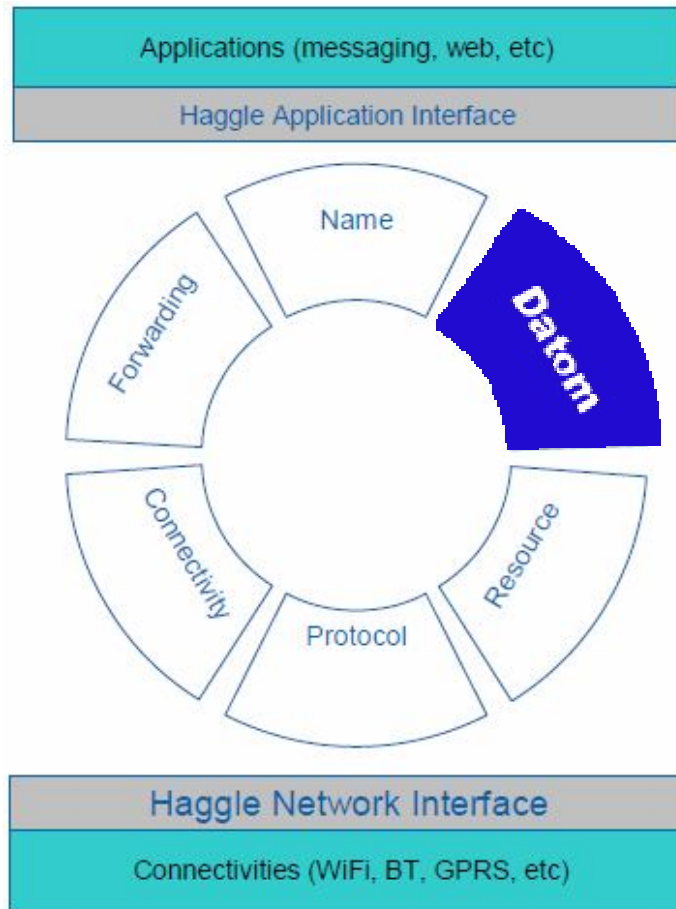 Applications (messaging, web, etc)
Haggle Application Interface
Name
Datom
Forwarding
Connectivity
Resource
Protocol
Haggle Network Interface
Connectivities (WiFi, BT, GPRS, etc)